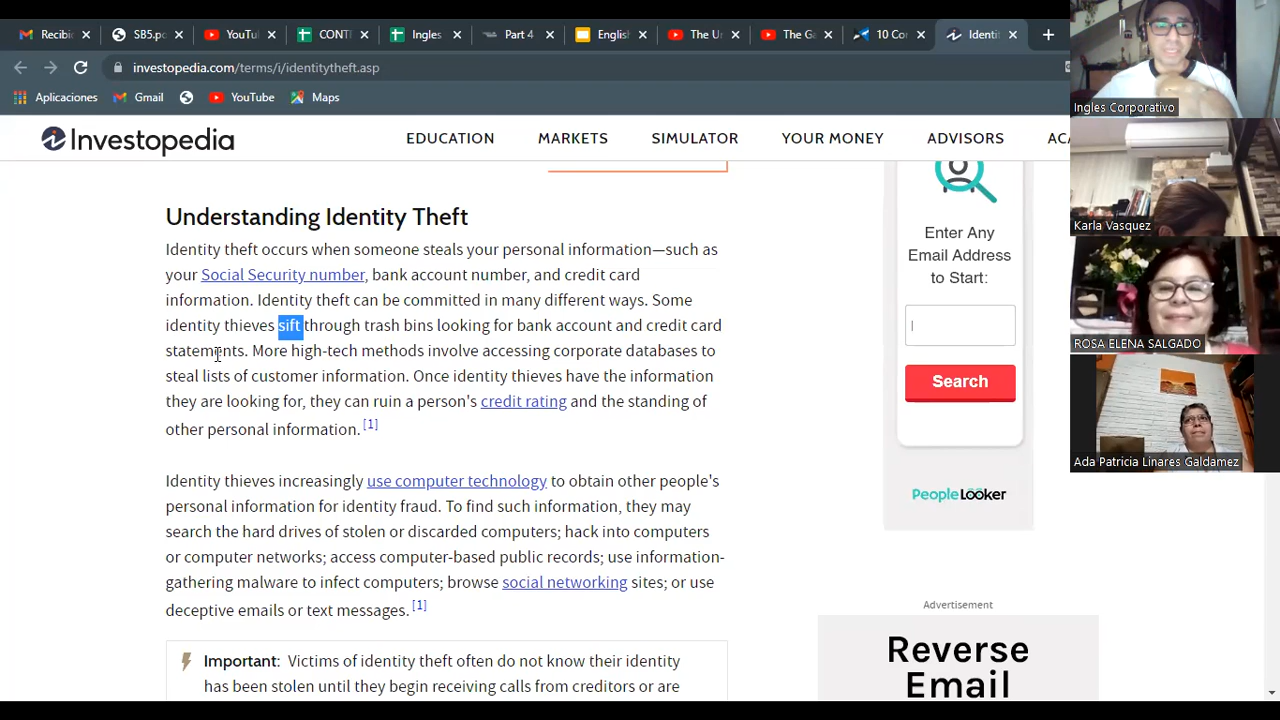 Recibic
SB5.po
YouTu
CONT
Ingles
Part 4
English
The Ur
The Ga
10 Cor
Identi
investopedia.com/terms/i/identitytheft.asp
Aplicaciones
Gmail
YouTube
Maps
Investopedia
EDUCATION
MARKETS
SIMULATOR
YOUR MONEY
ADVISORS
ACA
Understanding Identity Theft
Identity theft occurs when someone steals your personal information—such as
your Social Security number, bank account number, and credit card
information. Identity theft can be committed in many different ways. Some
identity thieves sift through trash bins looking for bank account and credit card
statements. More high-tech methods involve accessing corporate databases to
steal lists of customer information. Once identity thieves have the information
they are looking for, they can ruin a person's credit rating and the standing of
other personal information. [1]
Identity thieves increasingly use computer technology to obtain other people's
personal information for identity fraud. To find such information, they may
search the hard drives of stolen or discarded computers; hack into computers
or computer networks; access computer-based public records; use information-
gathering malware to infect computers; browse social networking sites; or use
deceptive emails or text messages. [1]
Important: Victims of identity theft often do not know their identity
has been stolen until they begin receiving calls from creditors or are
Enter Any
Email Address
to Start:
Search
PeopleLooker
Advertisement
Reverse
Email
Ingles Corporativo
Karla Vasquez
ROSA ELENA SALGADO
Ada Patricia Linares Galdamez